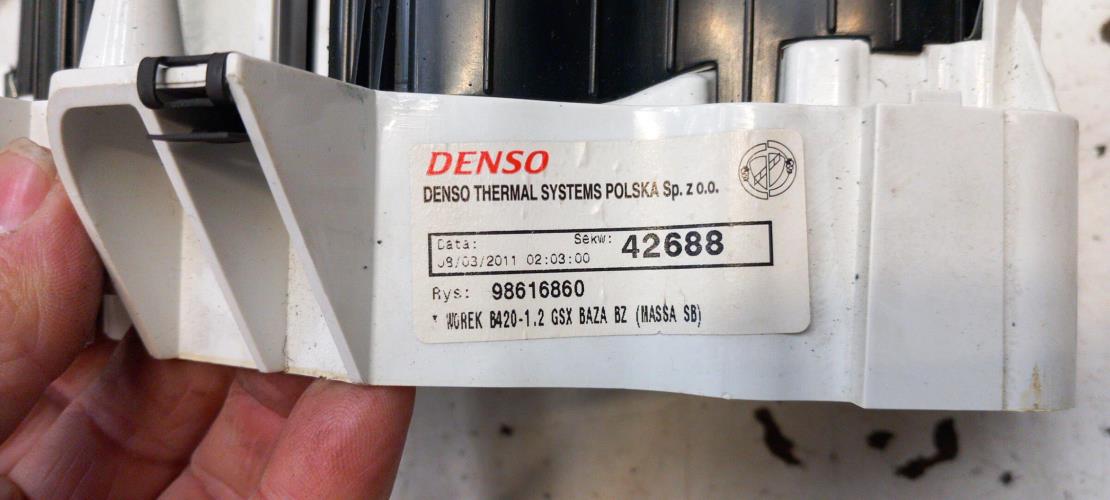 DENSO
DENSO THERMAL SYSTEMS POLSKA Sp. z o.o.
Data: Sekw: 42688
08/03/2011 02:03:00
Rys: 98616860
* WOREK B420-1.2 GSX BAZA BZ (MASSA SB)